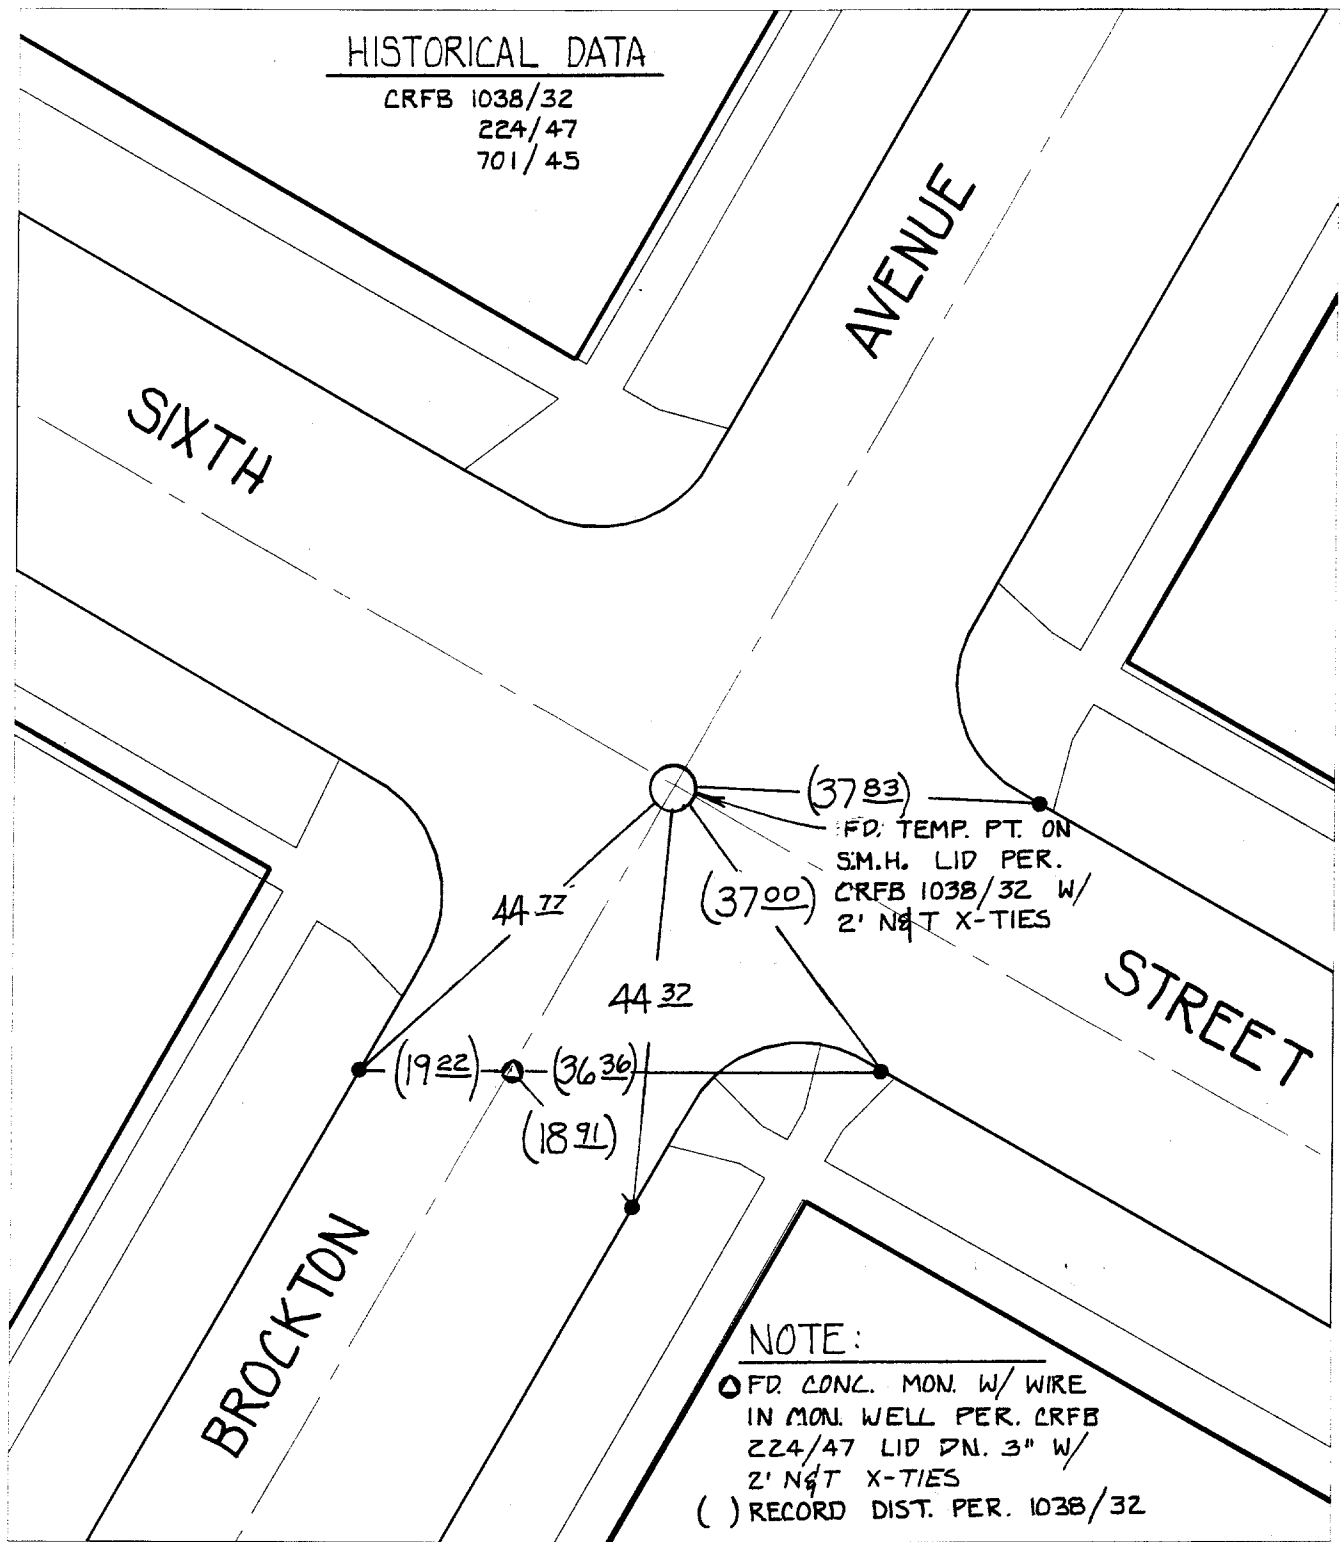 HISTORICAL DATA
CRFB 1038/32
224/47
701/45
AVENUE
SIXTH
(37 83)
FD. TEMP. PT. ON
S.M.H. LID PER.
CRFB 1038/32 W/
2' N&T X-TIES
(37 00)
44 77
44 37
STREET
(19 22)
(36 36)
(18 91)
BROCKTON
NOTE:
FD. CONC. MON. W/ WIRE
IN MON. WELL PER. CRFB
224/47 LID DN. 3" W/
2' N&T X-TIES
( ) RECORD DIST. PER. 1038/32